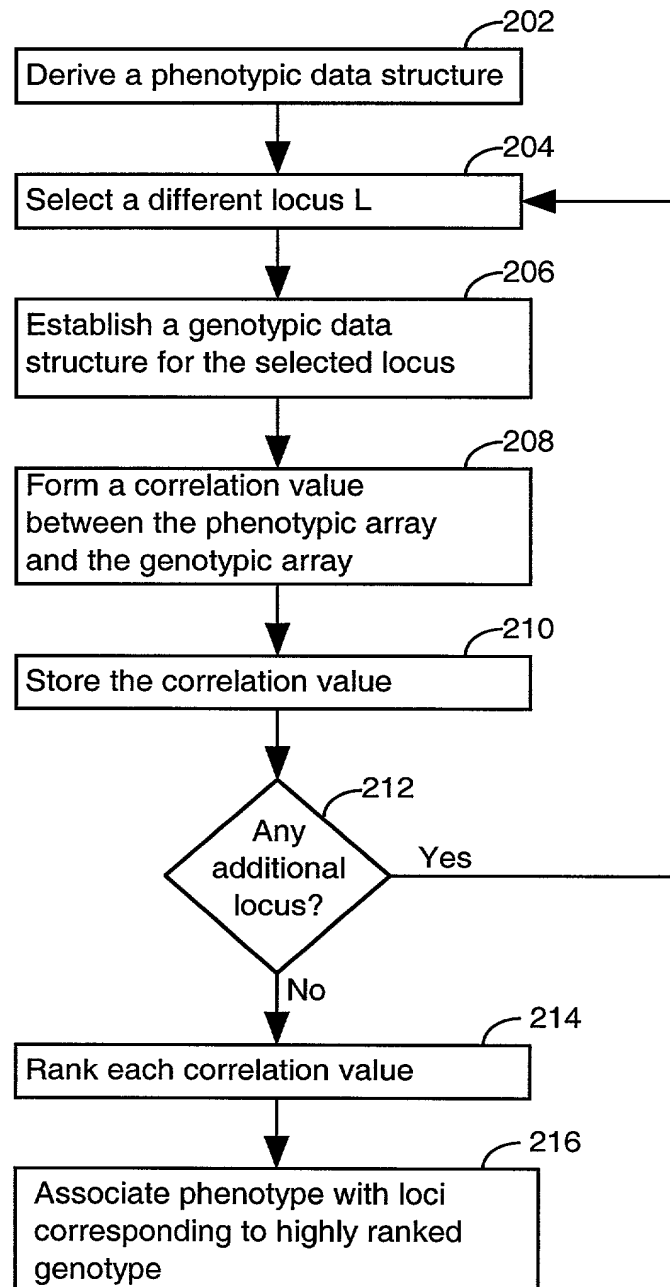 202
Derive a phenotypic data structure
204
Select a different locus L
206
Establish a genotypic data
structure for the selected locus
208
Form a correlation value
between the phenotypic array
and the genotypic array
210
Store the correlation value
212
Any
additional
locus?
Yes
No
214
Rank each correlation value
216
Associate phenotype with loci
corresponding to highly ranked
genotype